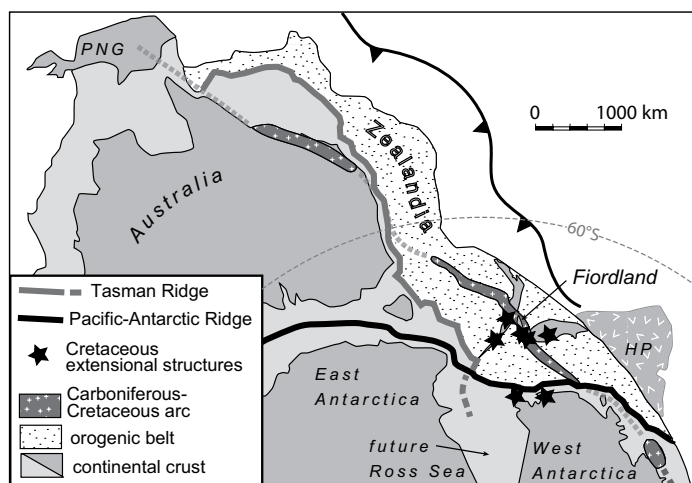 PNG
0 1000 km
Zealandia
Australia
60°S
Fiordland
Tasman Ridge
Pacific-Antarctic Ridge
HP
Cretaceous
extensional structures
East
Antarctica
Carboniferous-
Cretaceous arc
orogenic belt
future
Ross Sea
West
Antarctica
continental crust